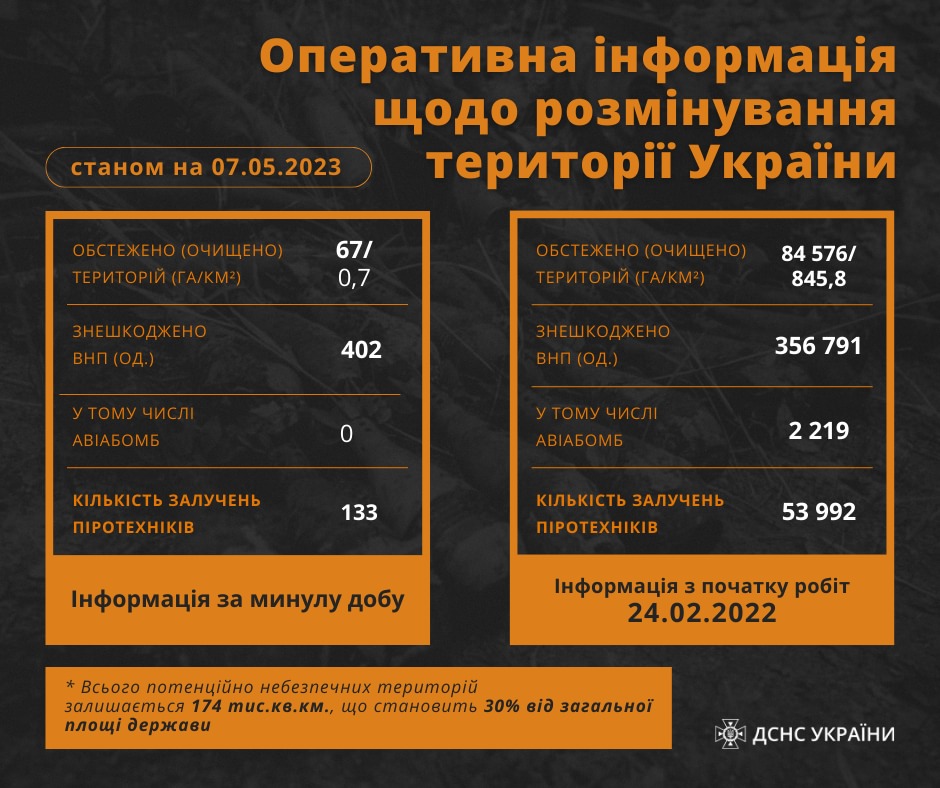 Оперативна інформація
щодо розмінування
території України
станом на 07.05.2023
ОБСТЕЖЕНО (ОЧИЩЕНО)
ТЕРИТОРІЙ (ГА/КМ²)
67/
0,7
ЗНЕШКОДЖЕНО
ВНП (ОД.)
402
У ТОМУ ЧИСЛІ
АВІАБОМБ
0
КІЛЬКІСТЬ ЗАЛУЧЕНЬ
ПІРОТЕХНІКІВ
133
Інформація за минулу добу
ОБСТЕЖЕНО (ОЧИЩЕНО)
ТЕРИТОРІЙ (ГА/КМ²)
84 576/
845,8
ЗНЕШКОДЖЕНО
ВНП (ОД.)
356 791
У ТОМУ ЧИСЛІ
АВІАБОМБ
2 219
КІЛЬКІСТЬ ЗАЛУЧЕНЬ
ПІРОТЕХНІКІВ
53 992
Інформація з початку робіт
24.02.2022
* Всього потенційно небезпечних територій
залишається 174 тис.кв.км., що становить 30% від загальної
площі держави
ДСНС УКРАЇНИ